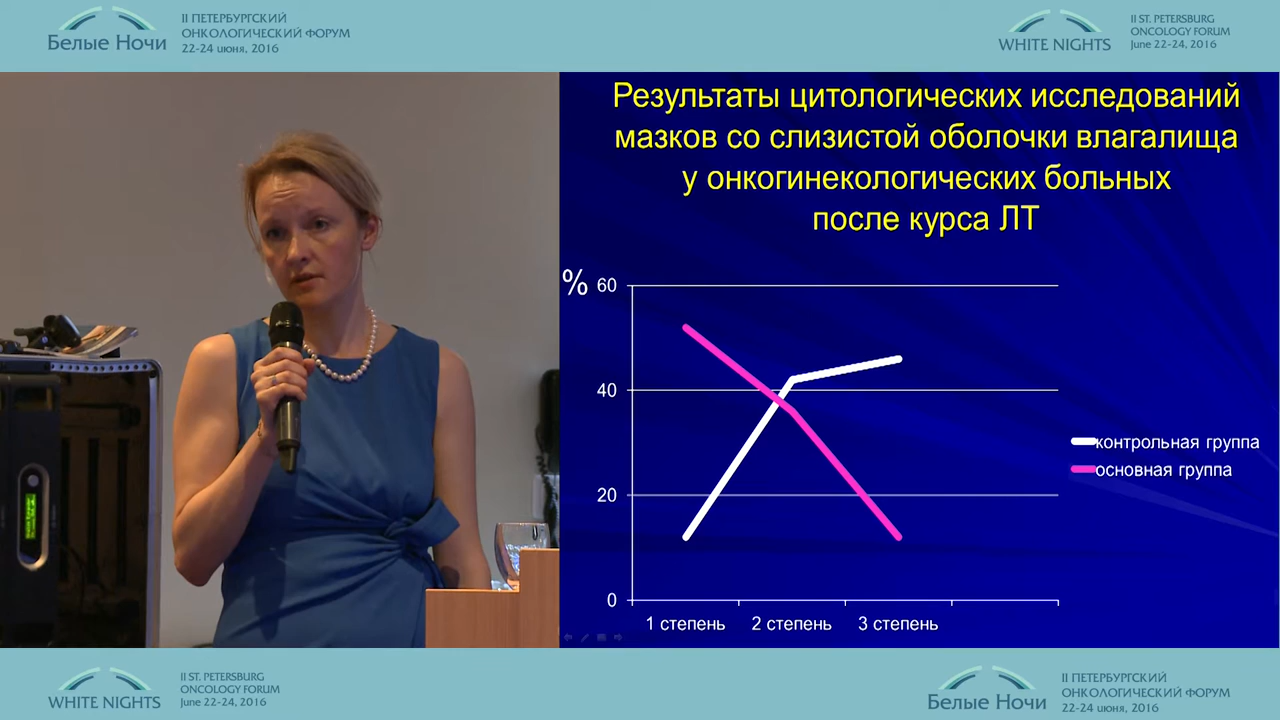 Белые Ночи
II ПЕТЕРБУРГСКИЙ
ОНКОЛОГИЧЕСКИЙ ФОРУМ
22-24 июня, 2016
WHITE NIGHTS
II ST. PETERSBURG
ONCOLOGY FORUM
June 22-24, 2016
Результаты цитологических исследований
мазков со слизистой оболочки влагалища
у онкогинекологических больных
после курса ЛТ
%
60
40
20
0
1 степень
2 степень
3 степень
контрольная группа
основная группа
WHITE NIGHTS
II ST. PETERSBURG
ONCOLOGY FORUM
June 22-24, 2016
Белые Ночи
II ПЕТЕРБУРГСКИЙ
ОНКОЛОГИЧЕСКИЙ ФОРУМ
22-24 июня, 2016